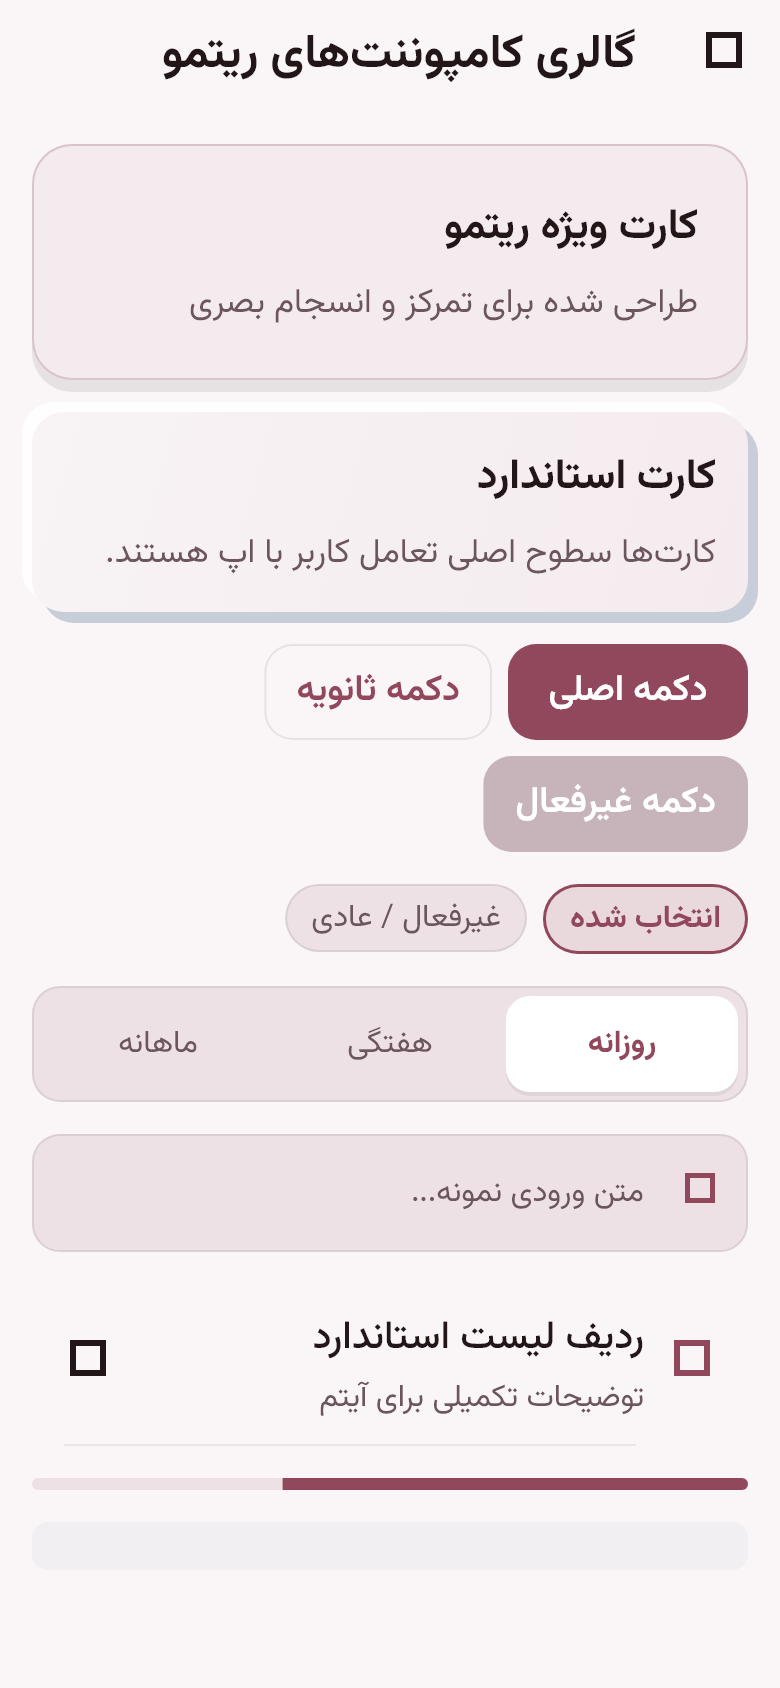 گالری کامپوننت‌های ریتمو
کارت ویژه ریتمو
طراحی شده برای تمرکز و انسجام بصری
کارت استاندارد
کارت‌ها سطوح اصلی تعامل کاربر با اپ هستند.
دکمه اصلی
دکمه ثانویه
دکمه غیرفعال
انتخاب شده
غیرفعال / عادی
روزانه
هفتگی
ماهانه
متن ورودی نمونه...
ردیف لیست استاندارد
توضیحات تکمیلی برای آیتم